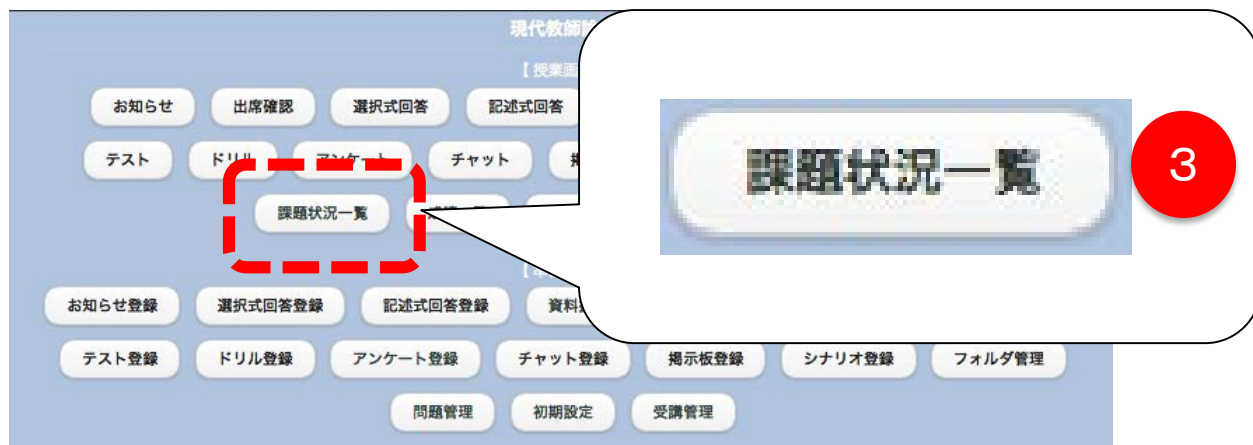 現代教師
【 授業画
お知らせ 出席確認 選択式回答 記述式回答
テスト ドリル アンケート チャット
課題状況一覧
課題状況一覧
3
お知らせ登録 選択式回答登録 記述式回答登録 資料
テスト登録 ドリル登録 アンケート登録 チャット登録 掲示板登録 シナリオ登録 フォルダ管理
問題管理 初期設定 受講管理